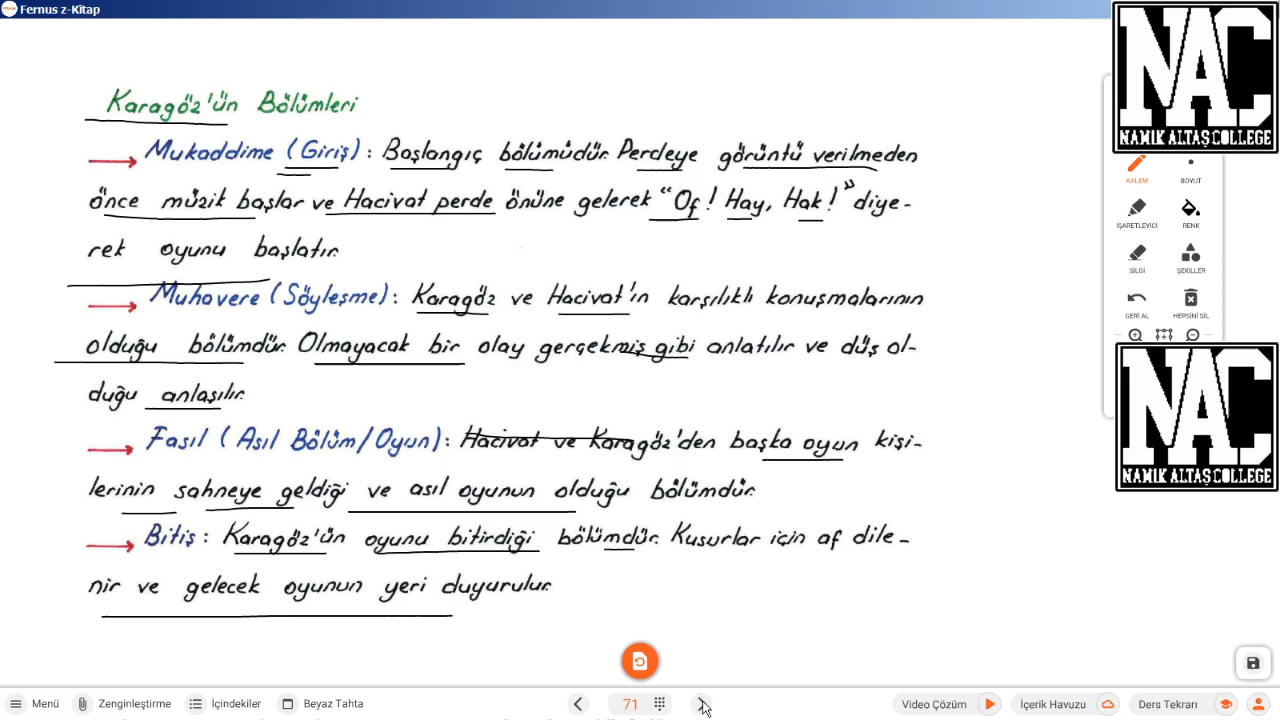 Fernus z-Kitap
NAC
NAMIK ALTAŞ COLLEGE
Karagöz'ün Bölümleri
Mukaddime (Giriş): Başlangıç bölümüdür. Perdeye görüntü verilmeden
önce müzik başlar ve Hacivat perde önüne gelerek "Of! Hay, Hak!" diye-
rek oyunu başlatır.
Muhavere (Söyleşme): Karagöz ve Hacivat'ın karşılıklı konuşmalarının
olduğu bölümdür. Olmayacak bir olay gerçekmiş gibi anlatılır ve düş ol-
duğu anlaşılır.
Fasıl (Asıl Bölüm/Oyun): Hacivat ve Karagöz'den başka oyun kişi-
lerinin sahneye geldiği ve asıl oyunun olduğu bölümdür.
Bitiş: Karagöz'ün oyunu bitirdiği bölümdür. Kusurlar için af dile-
nir ve gelecek oyunun yeri duyurulur.
KALEM BOYUT
İŞARETLEYİCİ RENK
SİLGİ ŞEKİLLER
GERİ AL HEPSİNİ SİL
NAC
NAMIK ALTAŞ COLLEGE
Menü Zenginleştirme İçindekiler Beyaz Tahta 71 Video Çözüm İçerik Havuzu Ders Tekrarı